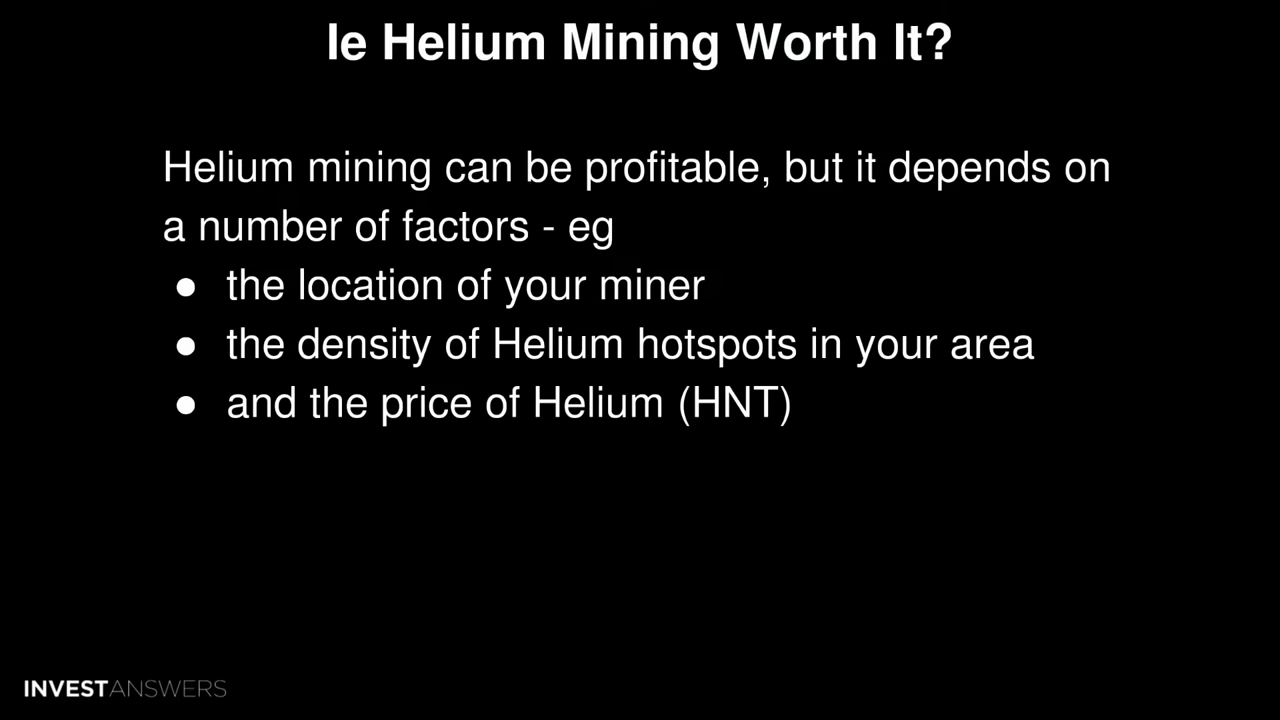 Ie Helium Mining Worth It?
Helium mining can be profitable, but it depends on
a number of factors - eg
● the location of your miner
● the density of Helium hotspots in your area
● and the price of Helium (HNT)
INVESTANSWERS